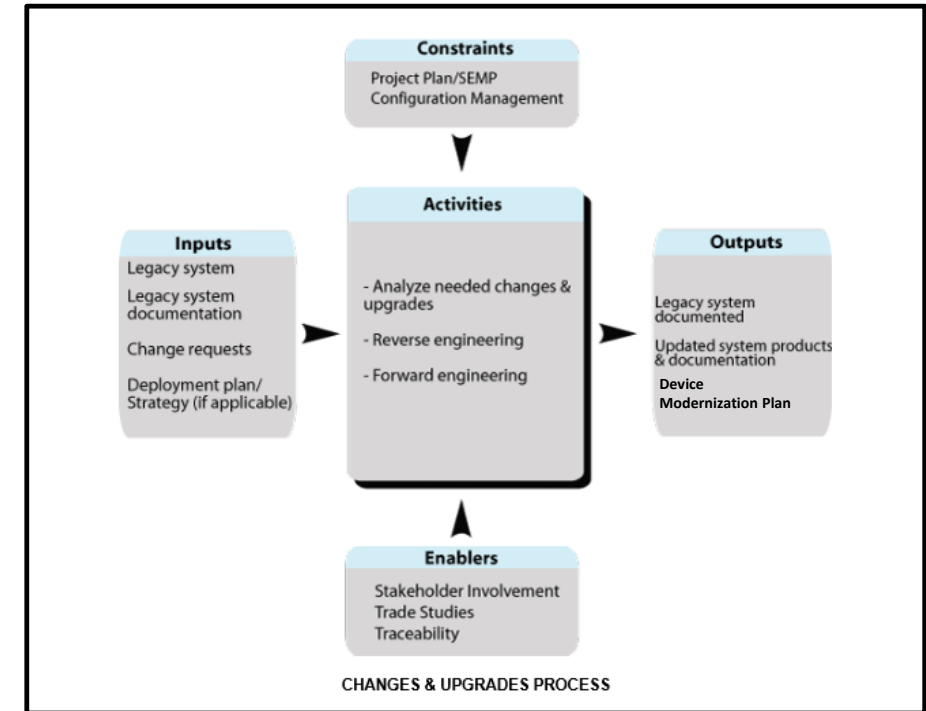 Constraints
Project Plan/SEMP
Configuration Management
Activities
- Analyze needed changes &
upgrades
- Reverse engineering
- Forward engineering
Inputs
Legacy system
Legacy system
documentation
Change requests
Deployment plan/
Strategy (if applicable)
Outputs
Legacy system
documented
Updated system products
& documentation
Device
Modernization Plan
Enablers
Stakeholder Involvement
Trade Studies
Traceability
CHANGES & UPGRADES PROCESS